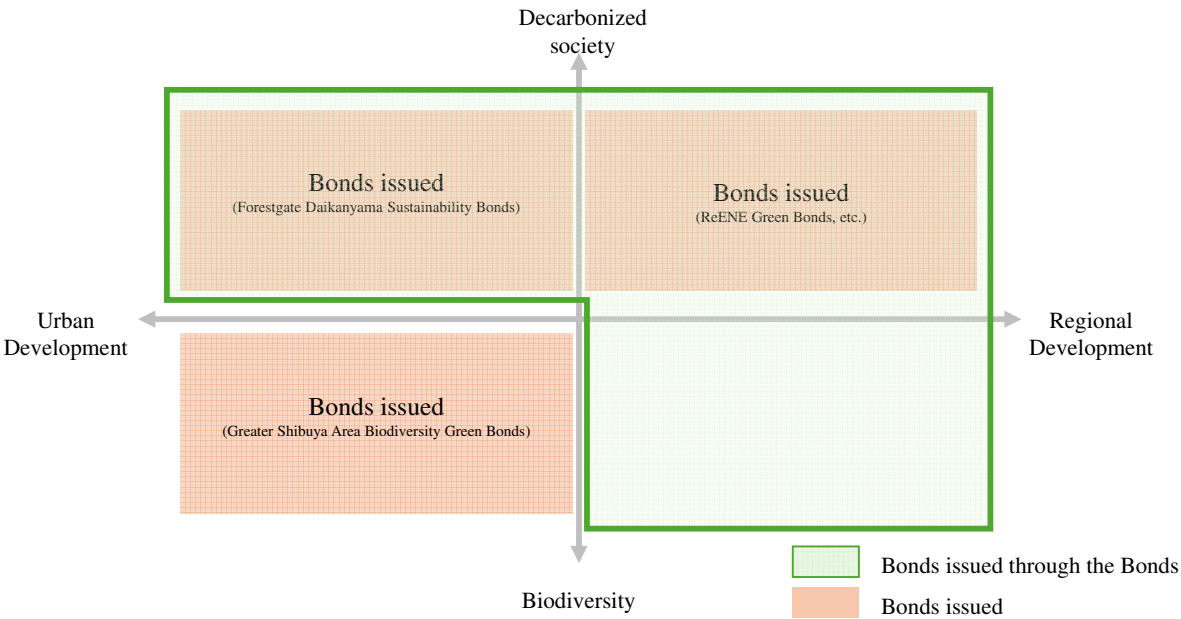 Decarbonized
society
Bonds issued
(Forestgate Daikanyama Sustainability Bonds)
Bonds issued
(ReENE Green Bonds, etc.)
Urban
Development
Regional
Development
Bonds issued
(Greater Shibuya Area Biodiversity Green Bonds)
Biodiversity
Bonds issued through the Bonds
Bonds issued